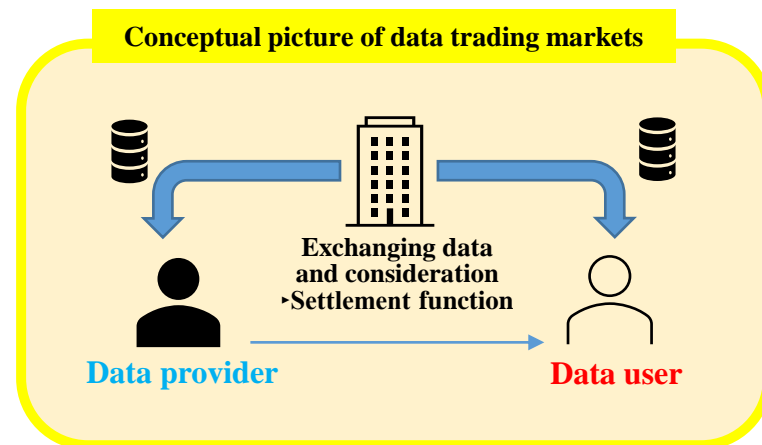 Conceptual picture of data trading markets
Exchanging data
and consideration
▸Settlement function
Data provider
Data user